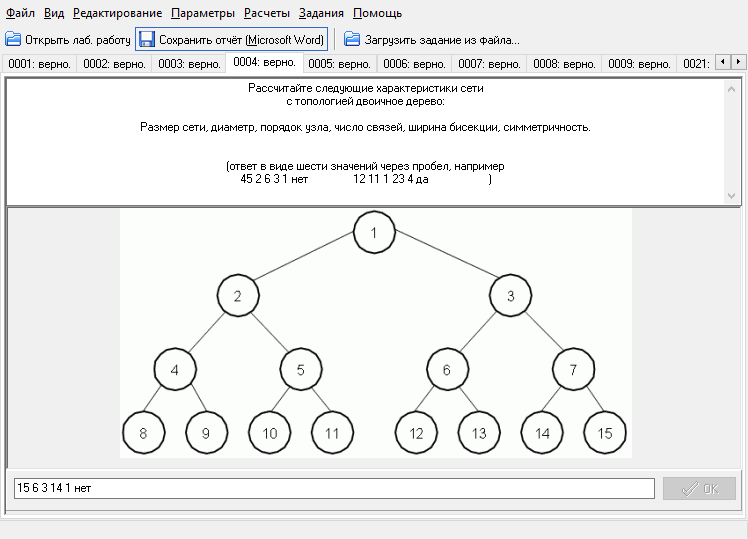 Файл Вид Редактирование Параметры Расчеты Задания Помощь
Открыть лаб. работу Сохранить отчёт (Microsoft Word) Загрузить задание из файла...
0001: верно. 0002: верно. 0003: верно. 0004: верно. 0005: верно. 0006: верно. 0007: верно. 0008: верно. 0009: верно. 0021:
Рассчитайте следующие характеристики сети
с топологией двоичное дерево:
Размер сети, диаметр, порядок узла, число связей, ширина бисекции, симметричность.
(ответ в виде шести значений через пробел, например
45 2 6 3 1 нет 12 11 1 23 4 да )
1
2 3
4 5 6 7
8 9 10 11 12 13 14 15
15 6 3 14 1 нет OK